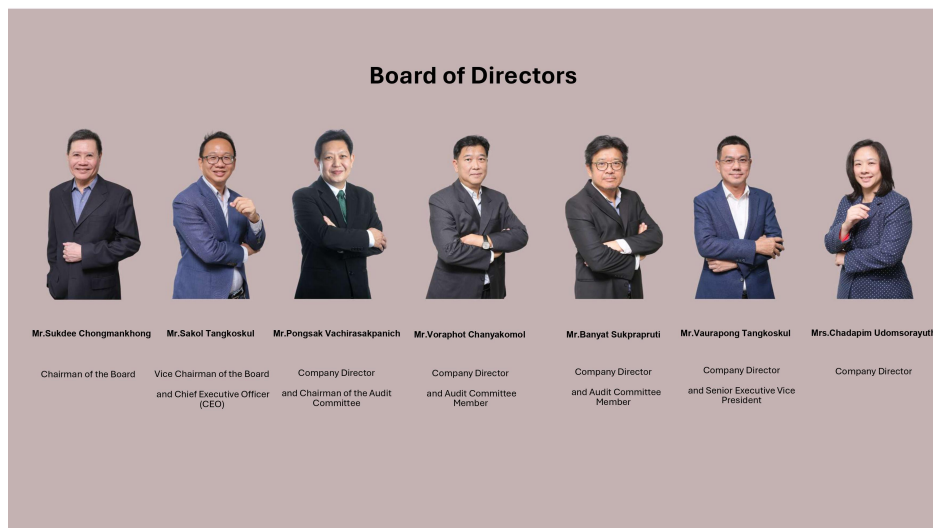 Board of Directors
Mr.Sukdee Chongmankhong
Chairman of the Board
Mr.Sakol Tangkoskul
Vice Chairman of the Board
and Chief Executive Officer
(CEO)
Mr.Pongsak Vachirasakpanich
Company Director
and Chairman of the Audit
Committee
Mr.Voraphot Chanyakomol
Company Director
and Audit Committee
Member
Mr.Banyat Sukprapruti
Company Director
and Audit Committee
Member
Mr.Vaurapong Tangkoskul
Company Director
and Senior Executive Vice
President
Mrs.Chadapim Udomsorayuth
Company Director